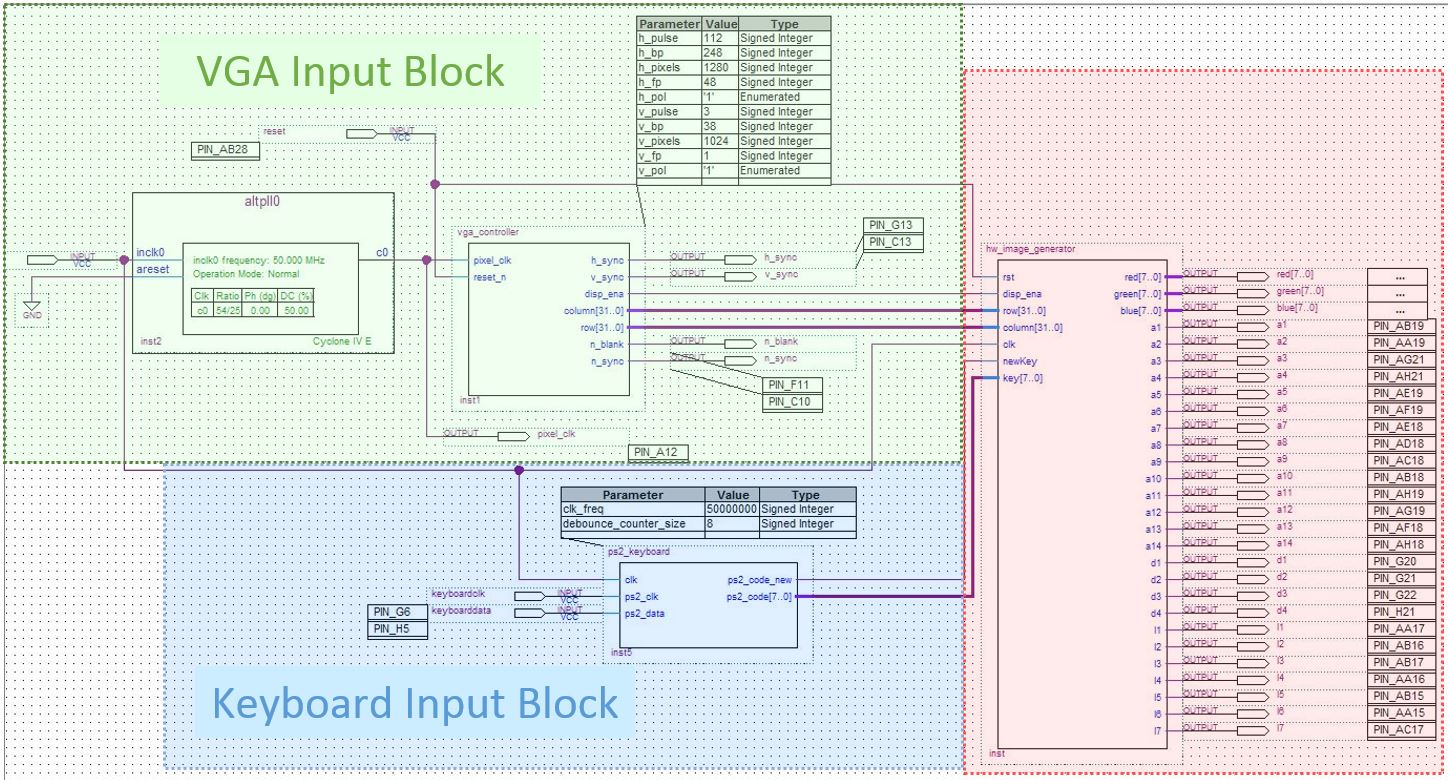 VGA Input Block
Parameter Value Type
h_pulse 112 Signed Integer
h_bp 248 Signed Integer
h_pixels 1280 Signed Integer
h_fp 48 Signed Integer
h_pol '1' Enumerated
v_pulse 3 Signed Integer
v_bp 38 Signed Integer
v_pixels 1024 Signed Integer
v_fp 1 Signed Integer
v_pol '1' Enumerated
reset INPUT VCC
PIN_AB28
altpll0
INPUT VCC
inclk0
areset
c0
inclk0 frequency: 50.000 MHz
Operation Mode: Normal
Clk Ratio Ph (dg) DC (%)
c0 54/25 0.00 50.00
inst2
Cyclone IV E
GND
vga_controller
pixel_clk
reset_n
h_sync
v_sync
disp_ena
column[31..0]
row[31..0]
n_blank
n_sync
inst1
OUTPUT h_sync
OUTPUT v_sync
PIN_G13
PIN_C13
OUTPUT n_blank
OUTPUT n_sync
PIN_F11
PIN_C10
OUTPUT pixel_clk
PIN_A12
Parameter Value Type
clk_freq 50000000 Signed Integer
debounce_counter_size 8 Signed Integer
ps2_keyboard
clk
ps2_clk
ps2_data
ps2_code_new
ps2_code[7..0]
inst5
keyboardclk INPUT VCC
keyboarddata INPUT VCC
PIN_G6
PIN_H5
Keyboard Input Block
hw_image_generator
rst
disp_ena
row[31..0]
column[31..0]
clk
newKey
key[7..0]
red[7..0] OUTPUT red[7..0] ...
green[7..0] OUTPUT green[7..0] ...
blue[7..0] OUTPUT blue[7..0] ...
a1 OUTPUT a1 PIN_AB19
a2 OUTPUT a2 PIN_AA19
a3 OUTPUT a3 PIN_AG21
a4 OUTPUT a4 PIN_AH21
a5 OUTPUT a5 PIN_AE19
a6 OUTPUT a6 PIN_AF19
a7 OUTPUT a7 PIN_AE18
a8 OUTPUT a8 PIN_AD18
a9 OUTPUT a9 PIN_AC18
a10 OUTPUT a10 PIN_AB18
a11 OUTPUT a11 PIN_AH19
a12 OUTPUT a12 PIN_AG19
a13 OUTPUT a13 PIN_AF18
a14 OUTPUT a14 PIN_AH18
d1 OUTPUT d1 PIN_G20
d2 OUTPUT d2 PIN_G21
d3 OUTPUT d3 PIN_G22
d4 OUTPUT d4 PIN_H21
l1 OUTPUT l1 PIN_AA17
l2 OUTPUT l2 PIN_AB16
l3 OUTPUT l3 PIN_AB17
l4 OUTPUT l4 PIN_AA16
l5 OUTPUT l5 PIN_AB15
l6 OUTPUT l6 PIN_AA15
l7 OUTPUT l7 PIN_AC17
inst